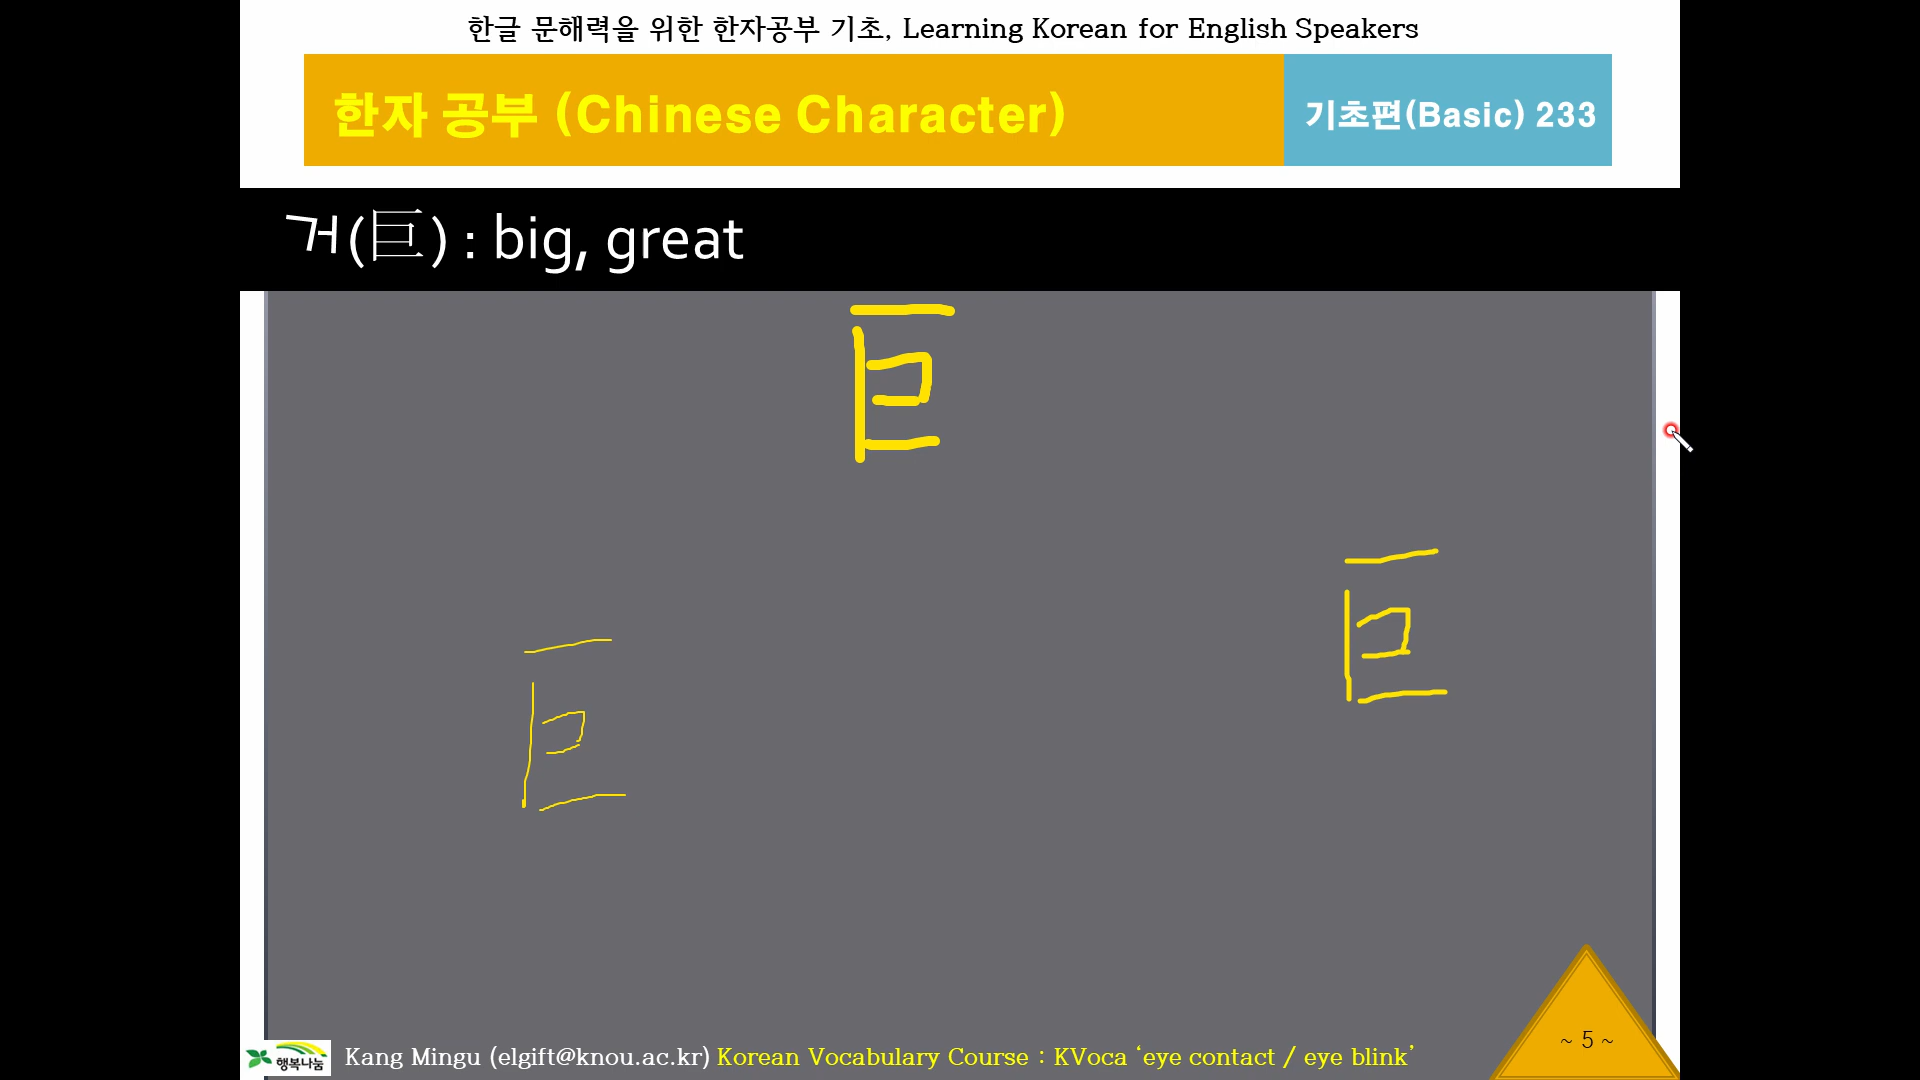 한글 문해력을 위한 한자공부 기초, Learning Korean for English Speakers
한자 공부 (Chinese Character)
기초편(Basic) 233
거(巨) : big, great
巨
巨
巨
~ 5 ~
행복나눔
Kang Mingu (elgift@knou.ac.kr) Korean Vocabulary Course : KVoca ‘eye contact / eye blink’